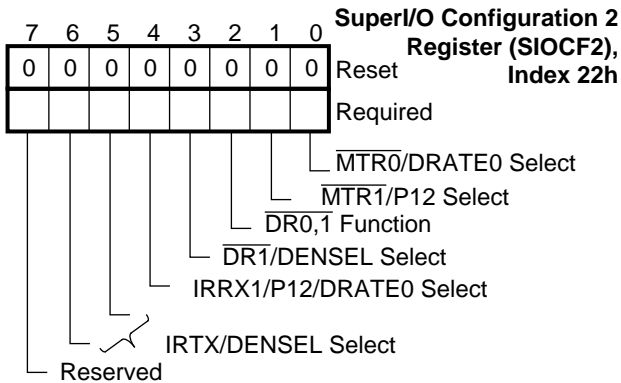 SuperI/O Configuration 2
Register (SIOCF2),
Index 22h
7 6 5 4 3 2 1 0
0 0 0 0 0 0 0 0 Reset
Required
MTR0/DRATE0 Select
MTR1/P12 Select
DR0,1 Function
DR1/DENSEL Select
IRRX1/P12/DRATE0 Select
IRTX/DENSEL Select
Reserved